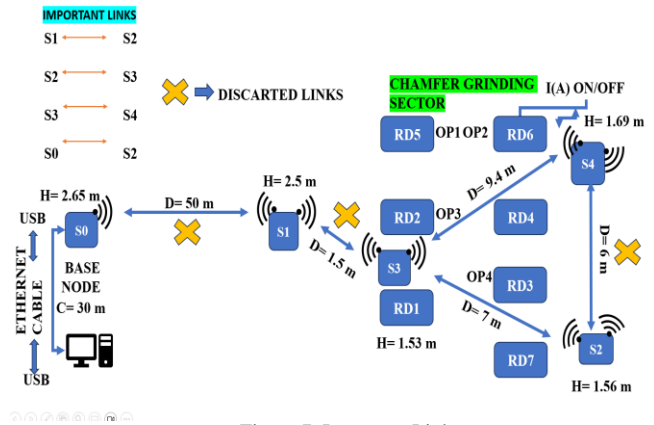 IMPORTANT LINKS
S1 S2
S2 S3
S3 S4
S0 S2
DISCARTED LINKS
CHAMFER GRINDING
SECTOR
I(A) ON/OFF
RD5 OP1 OP2 RD6
H= 1.69 m
S4
D= 9.4 m
H= 2.65 m
S0
D= 50 m
H= 2.5 m
S1
D= 1.5 m
RD2 OP3
RD4
S3
D= 6 m
USB
ETHERNET
CABLE
BASE
NODE
C= 30 m
USB
OP4 RD3
RD1
D= 7 m
H= 1.53 m
RD7
S2
H= 1.56 m